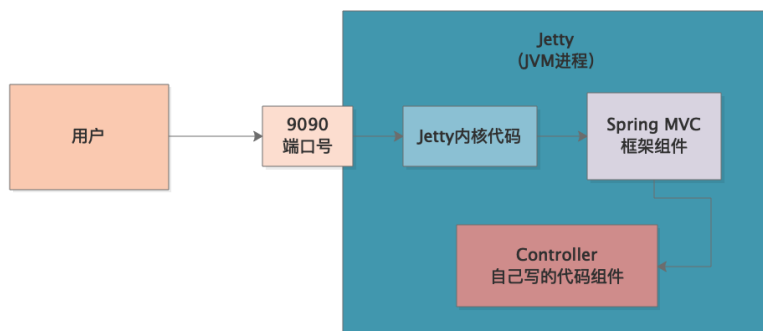 Jetty
（JVM进程）
用户
9090
端口号
Jetty内核代码
Spring MVC
框架组件
Controller
自己写的代码组件